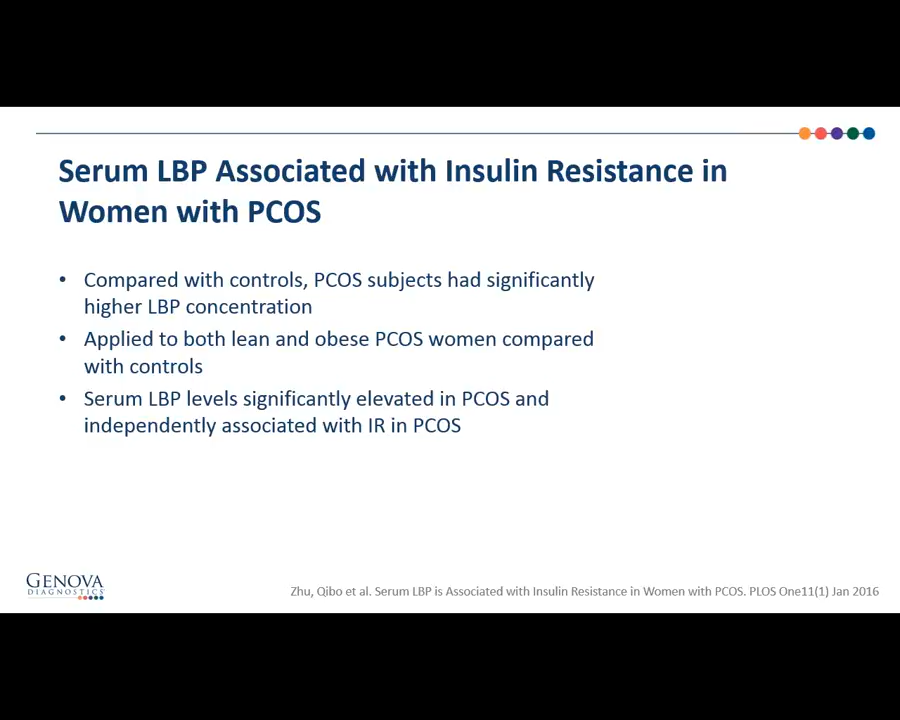 Serum LBP Associated with Insulin Resistance in
Women with PCOS
• Compared with controls, PCOS subjects had significantly
higher LBP concentration
• Applied to both lean and obese PCOS women compared
with controls
• Serum LBP levels significantly elevated in PCOS and
independently associated with IR in PCOS
GENOVA
DIAGNOSTICS
Zhu, Qibo et al. Serum LBP is Associated with Insulin Resistance in Women with PCOS. PLOS One11(1) Jan 2016